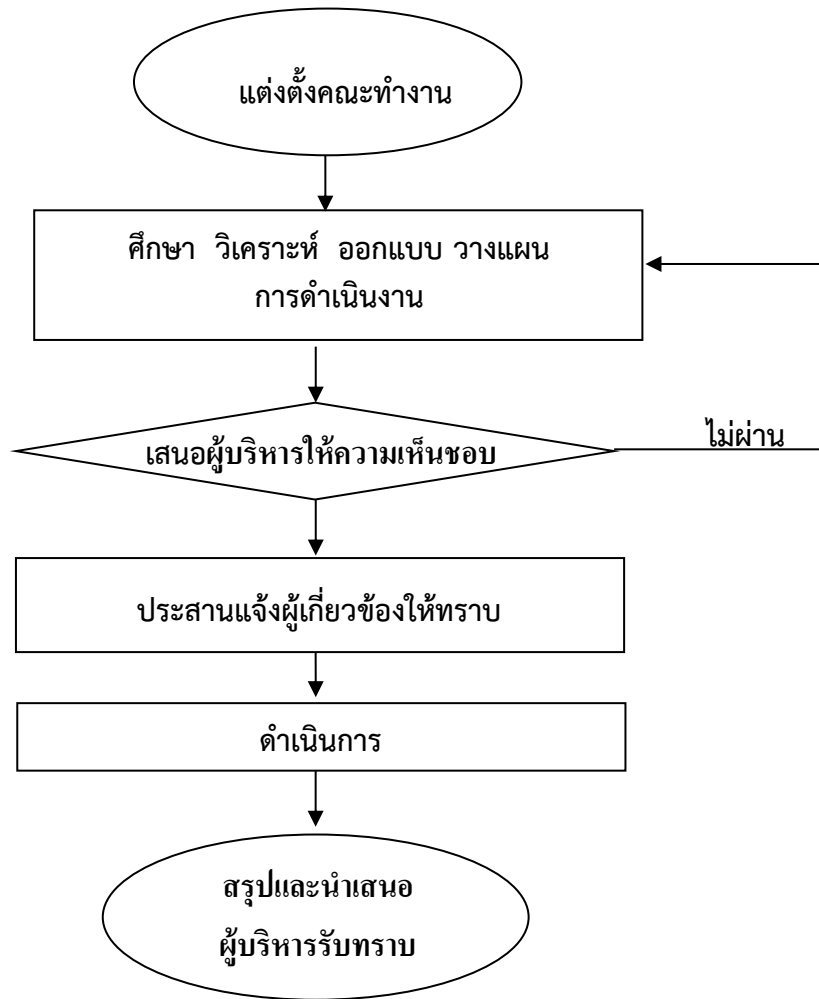 แต่งตั้งคณะทำงาน
ศึกษา วิเคราะห์ ออกแบบ วางแผน
การดำเนินงาน
เสนอผู้บริหารให้ความเห็นชอบ
ไม่ผ่าน
ประสานแจ้งผู้เกี่ยวข้องให้ทราบ
ดำเนินการ
สรุปและนำเสนอ
ผู้บริหารรับทราบ